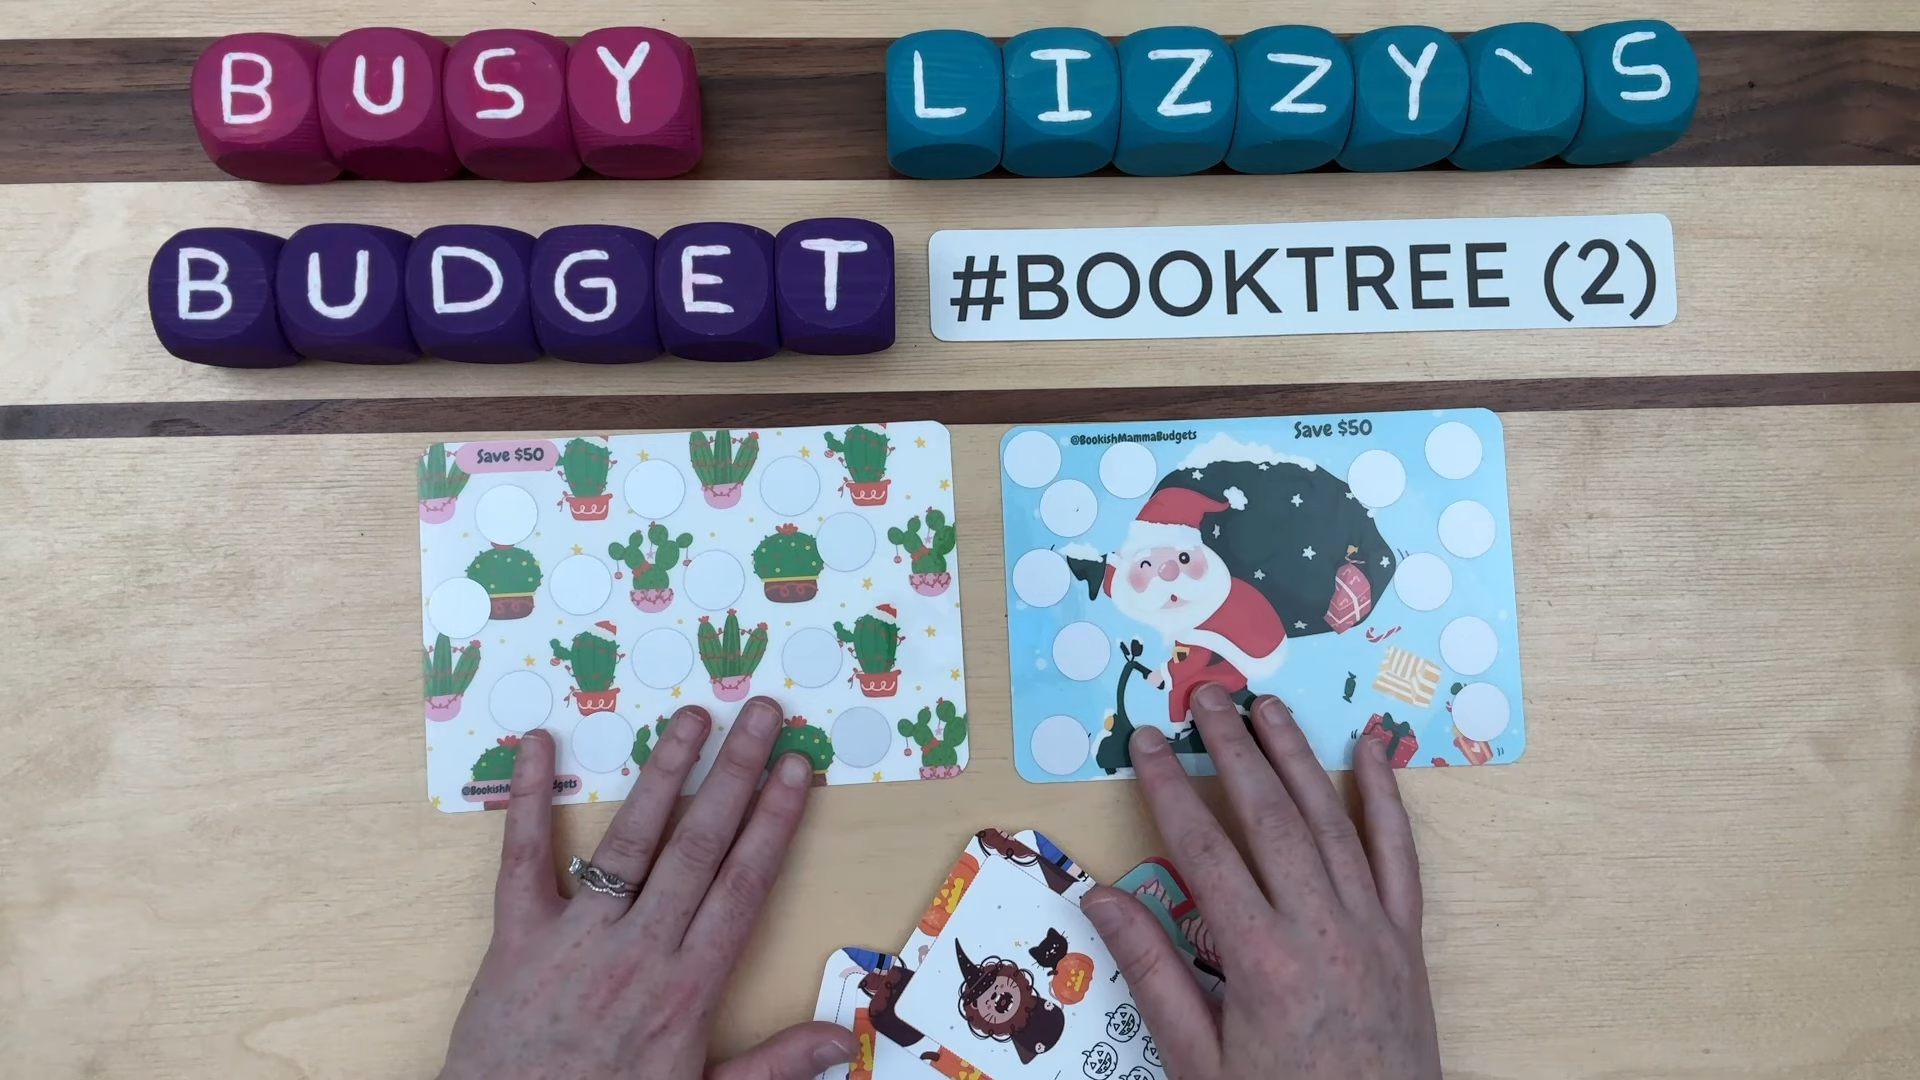 BUSY LIZZY`S
BUDGET #BOOKTREE (2)
Save $50
@BookishMammaBudgets
Save $50